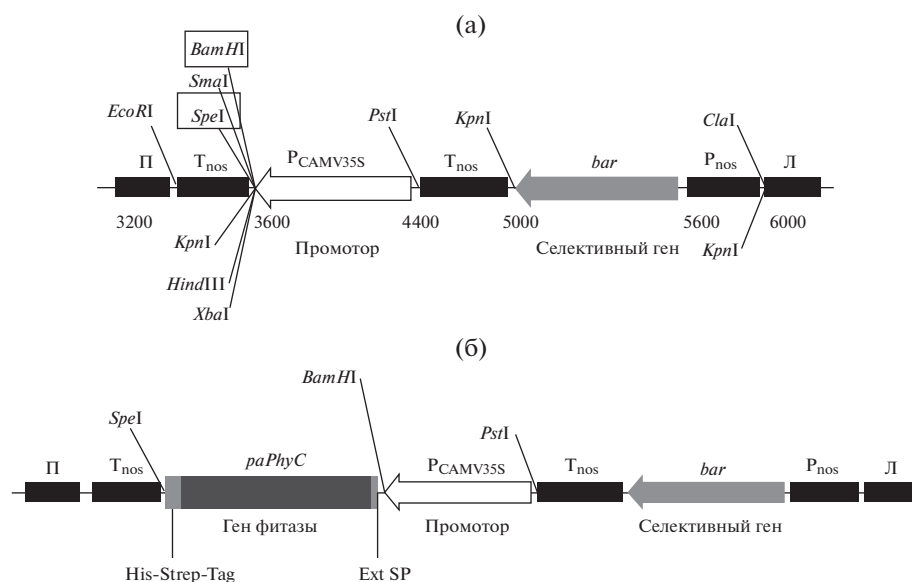 (а)
BamHI
SmaI
EcoRI
SpeI
PstI
KpnI
ClaI
П
Tnos
PCAMV35S
Tnos
bar
Pnos
Л
3200
3600
4400
5000
5600
6000
KpnI
Промотор
Селективный ген
KpnI
HindIII
XbaI
(б)
BamHI
SpeI
PstI
П
Tnos
paPhyC
PCAMV35S
Tnos
bar
Pnos
Л
Ген фитазы
Промотор
Селективный ген
His-Strep-Tag
Ext SP